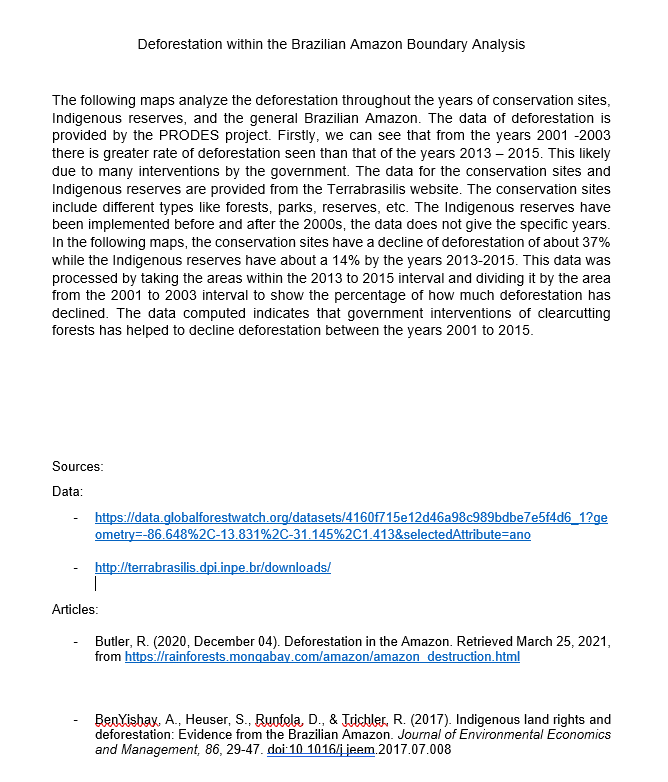 Deforestation within the Brazilian Amazon Boundary Analysis
The following maps analyze the deforestation throughout the years of conservation sites,
Indigenous reserves, and the general Brazilian Amazon. The data of deforestation is
provided by the PRODES project. Firstly, we can see that from the years 2001 -2003
there is greater rate of deforestation seen than that of the years 2013 – 2015. This likely
due to many interventions by the government. The data for the conservation sites and
Indigenous reserves are provided from the Terrabrasilis website. The conservation sites
include different types like forests, parks, reserves, etc. The Indigenous reserves have
been implemented before and after the 2000s, the data does not give the specific years.
In the following maps, the conservation sites have a decline of deforestation of about 37%
while the Indigenous reserves have about a 14% by the years 2013-2015. This data was
processed by taking the areas within the 2013 to 2015 interval and dividing it by the area
from the 2001 to 2003 interval to show the percentage of how much deforestation has
declined. The data computed indicates that government interventions of clearcutting
forests has helped to decline deforestation between the years 2001 to 2015.
Sources:
Data:
- https://data.globalforestwatch.org/datasets/4160f715e12d46a98c989bdbe7e5f4d6_1?ge
ometry=-86.648%2C-13.831%2C-31.145%2C1.413&selectedAttribute=ano
- http://terrabrasilis.dpi.inpe.br/downloads/
Articles:
- Butler, R. (2020, December 04). Deforestation in the Amazon. Retrieved March 25, 2021,
from https://rainforests.mongabay.com/amazon/amazon_destruction.html
- BenYishay, A., Heuser, S., Runfola, D., & Trichler, R. (2017). Indigenous land rights and
deforestation: Evidence from the Brazilian Amazon. Journal of Environmental Economics
and Management, 86, 29-47. doi:10.1016/j.jeem.2017.07.008